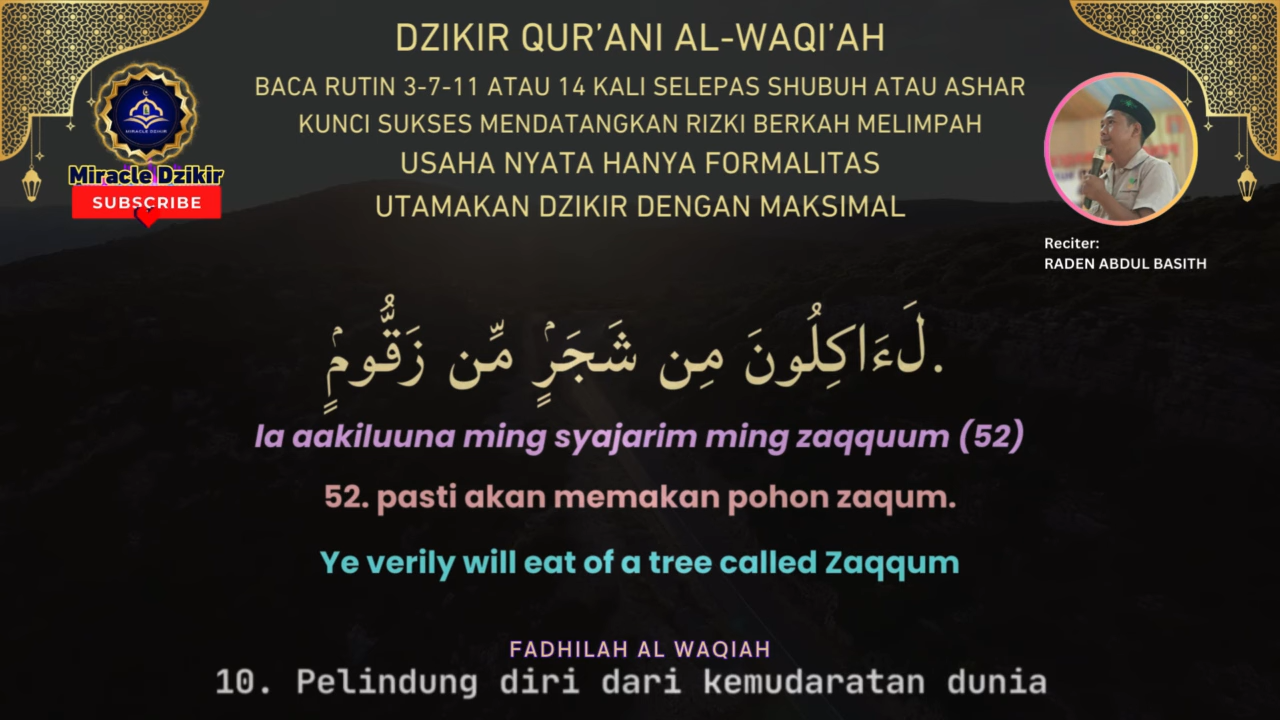 DZIKIR QUR’ANI AL-WAQI’AH
BACA RUTIN 3-7-11 ATAU 14 KALI SELEPAS SHUBUH ATAU ASHAR
KUNCI SUKSES MENDATANGKAN RIZKI BERKAH MELIMPAH
USAHA NYATA HANYA FORMALITAS
UTAMAKAN DZIKIR DENGAN MAKSIMAL
MIRACLE DZIKIR
Miracle Dzikir
SUBSCRIBE
Reciter:
RADEN ABDUL BASITH
لَـَٔاكِلُونَ مِن شَجَرٍۢ مِّن زَقُّومٍۢ.
la aakiluuna ming syajarim ming zaqquum (52)
52. pasti akan memakan pohon zaqum.
Ye verily will eat of a tree called Zaqqum
FADHILAH AL WAQIAH
10. Pelindung diri dari kemudaratan dunia